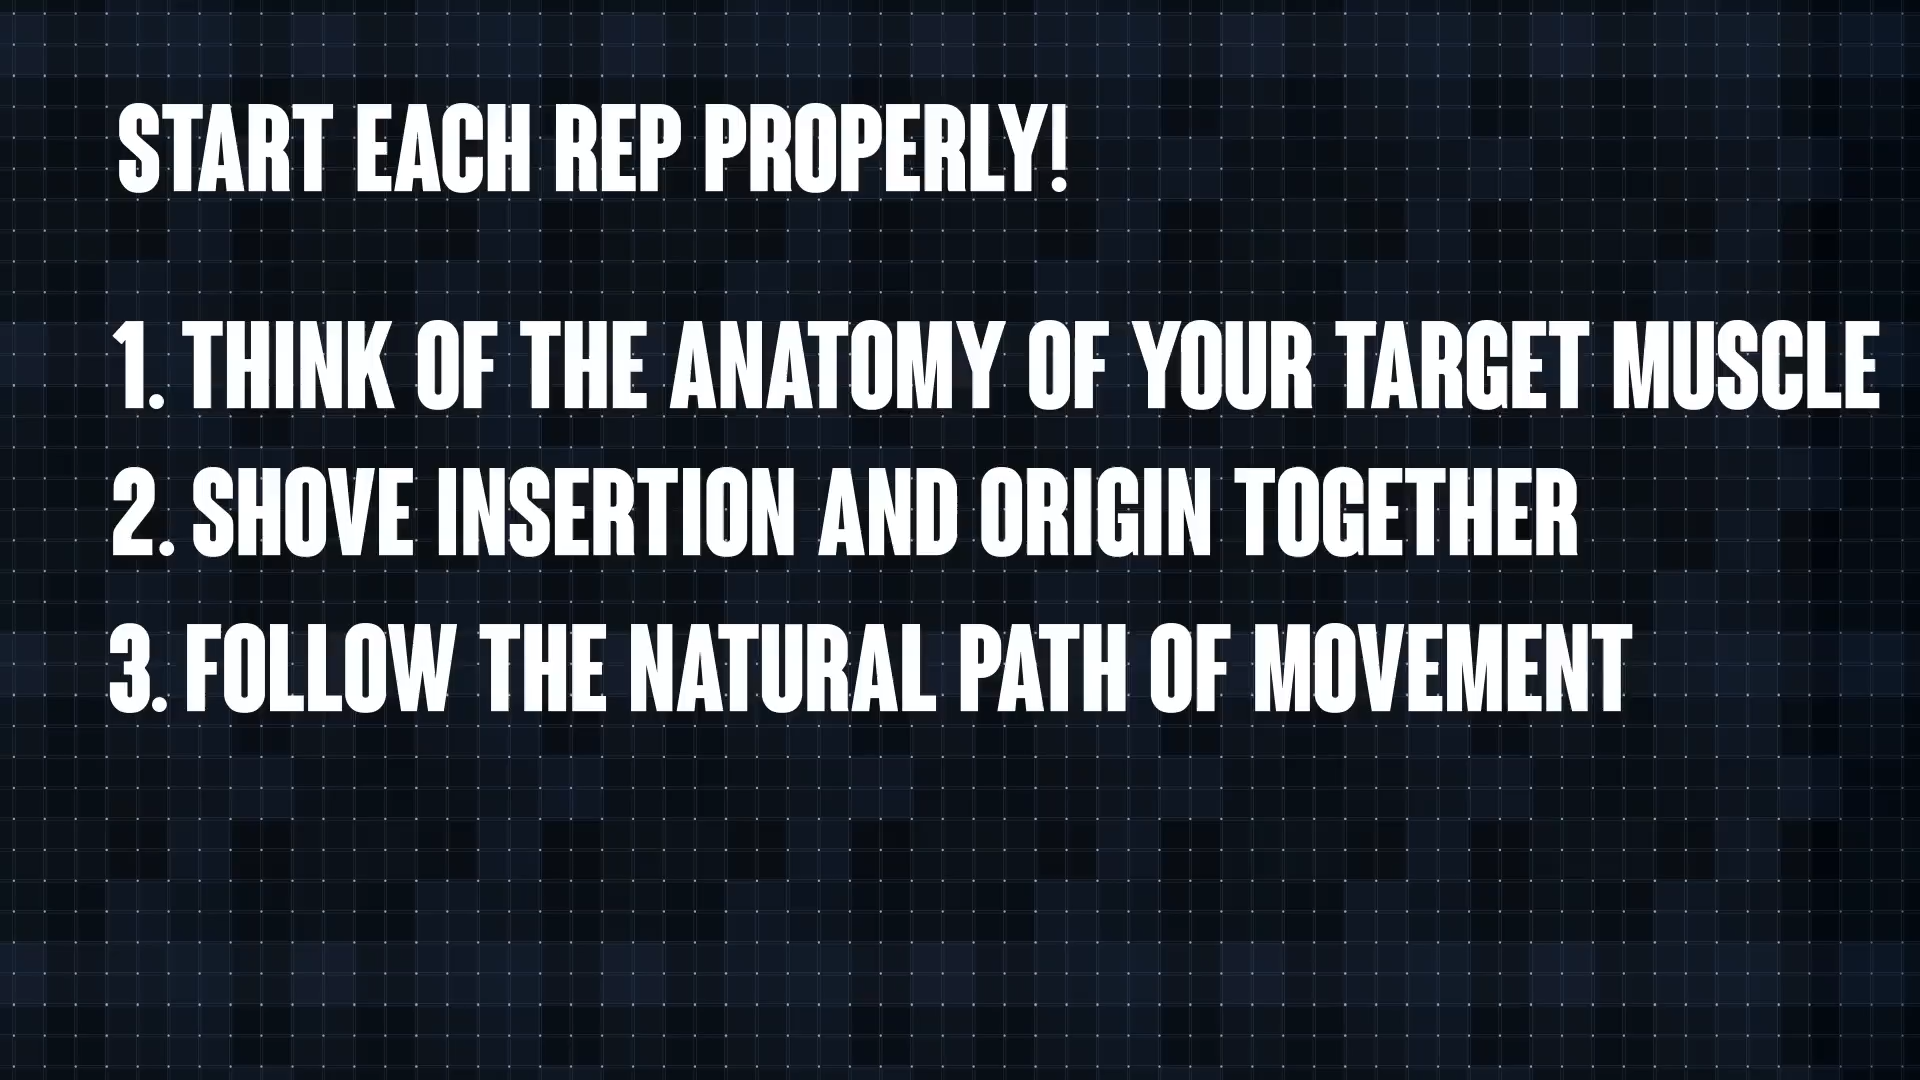 START EACH REP PROPERLY!
1. THINK OF THE ANATOMY OF YOUR TARGET MUSCLE
2. SHOVE INSERTION AND ORIGIN TOGETHER
3. FOLLOW THE NATURAL PATH OF MOVEMENT